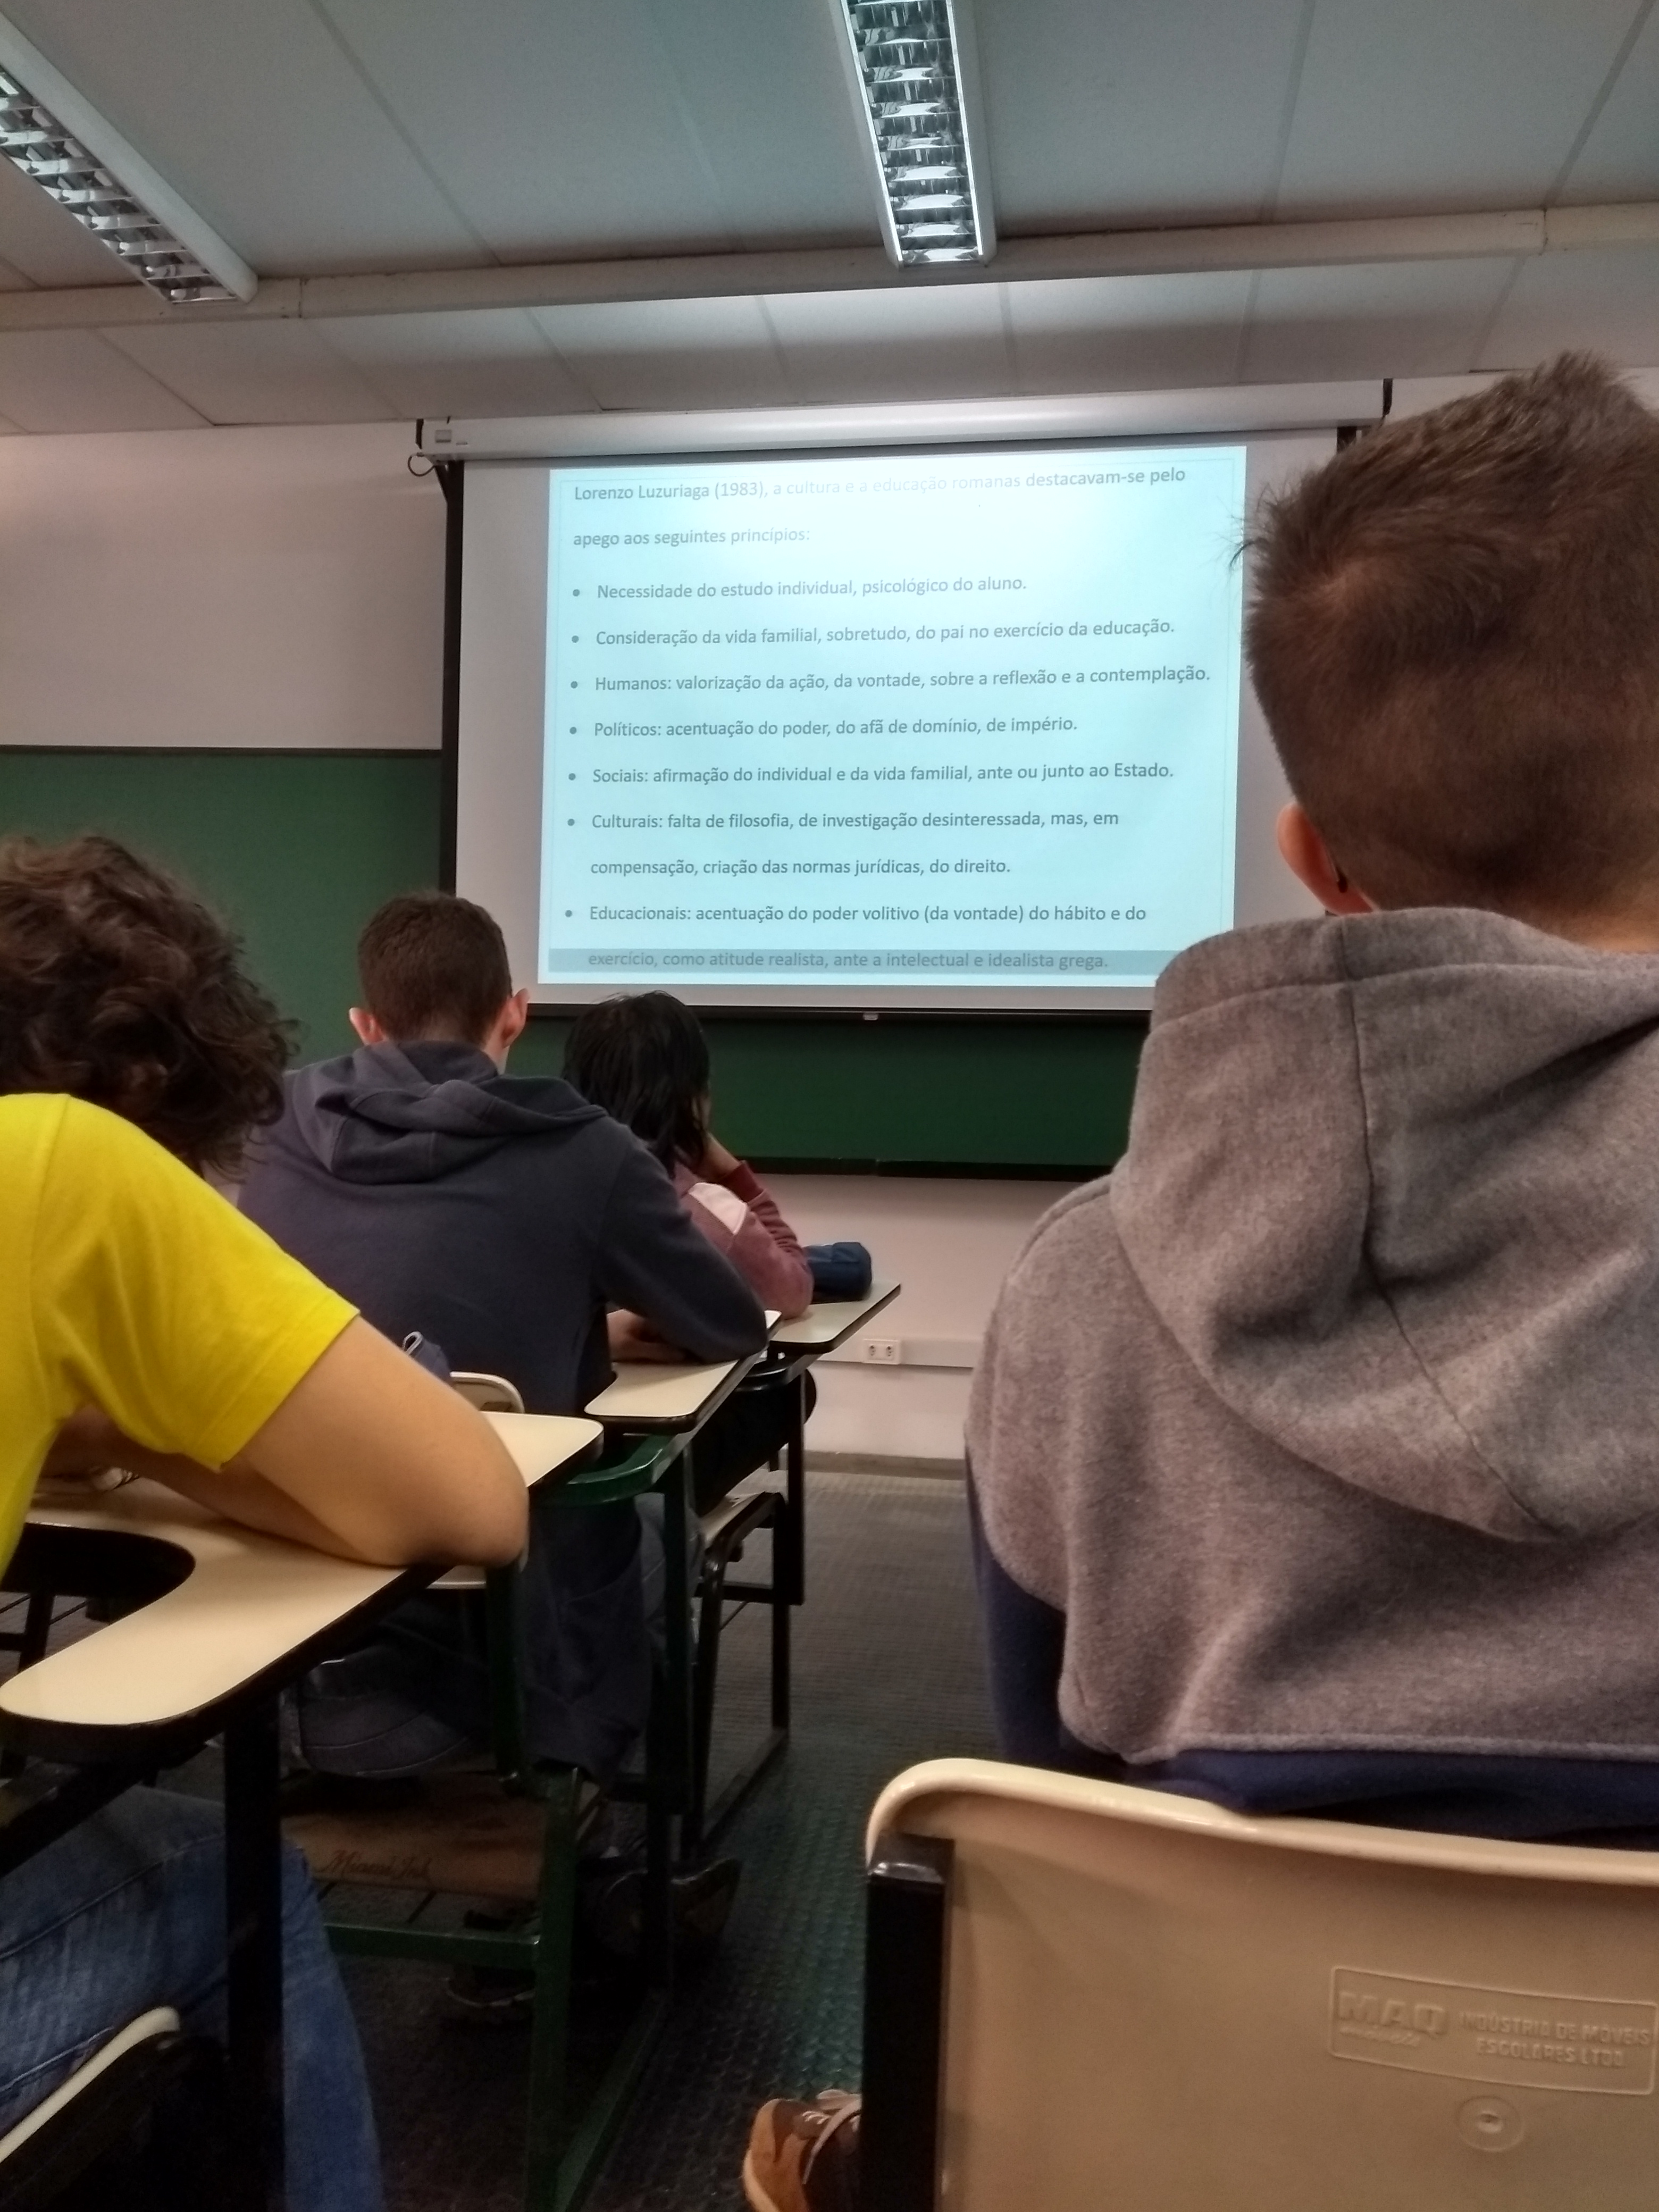 Lorenzo Luzuriaga (1983), a cultura e a educação romanas destacavam-se pelo
apego aos seguintes princípios:
• Necessidade do estudo individual, psicológico do aluno.
• Consideração da vida familial, sobretudo, do pai no exercício da educação.
• Humanos: valorização da ação, da vontade, sobre a reflexão e a contemplação.
• Políticos: acentuação do poder, do afã de domínio, de império.
• Sociais: afirmação do individual e da vida familial, ante ou junto ao Estado.
• Culturais: falta de filosofia, de investigação desinteressada, mas, em
compensação, criação das normas jurídicas, do direito.
• Educacionais: acentuação do poder volitivo (da vontade) do hábito e do
exercício, como atitude realista, ante a intelectual e idealista grega.
MAQ
INDÚSTRIA DE MÓVEIS
ESCOLARES LTDA